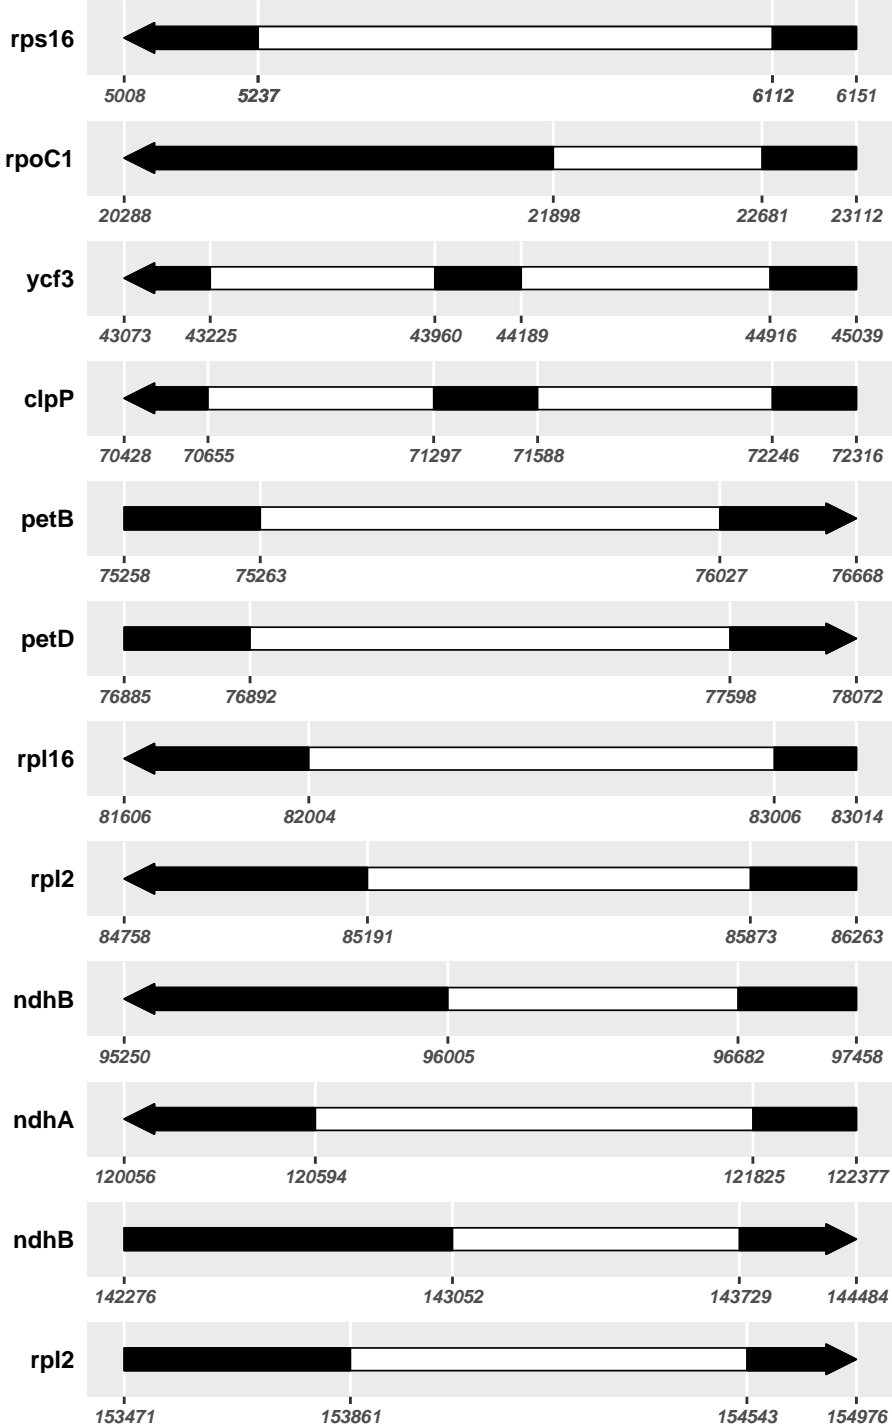 rps16
5008 5237 6112 6151
rpoC1
20288 21898 22681 23112
ycf3
43073 43225 43960 44189 44916 45039
clpP
70428 70655 71297 71588 72246 72316
petB
75258 75263 76027 76668
petD
76885 76892 77598 78072
rpl16
81606 82004 83006 83014
rpl2
84758 85191 85873 86263
ndhB
95250 96005 96682 97458
ndhA
120056 120594 121825 122377
ndhB
142276 143052 143729 144484
rpl2
153471 153861 154543 154976